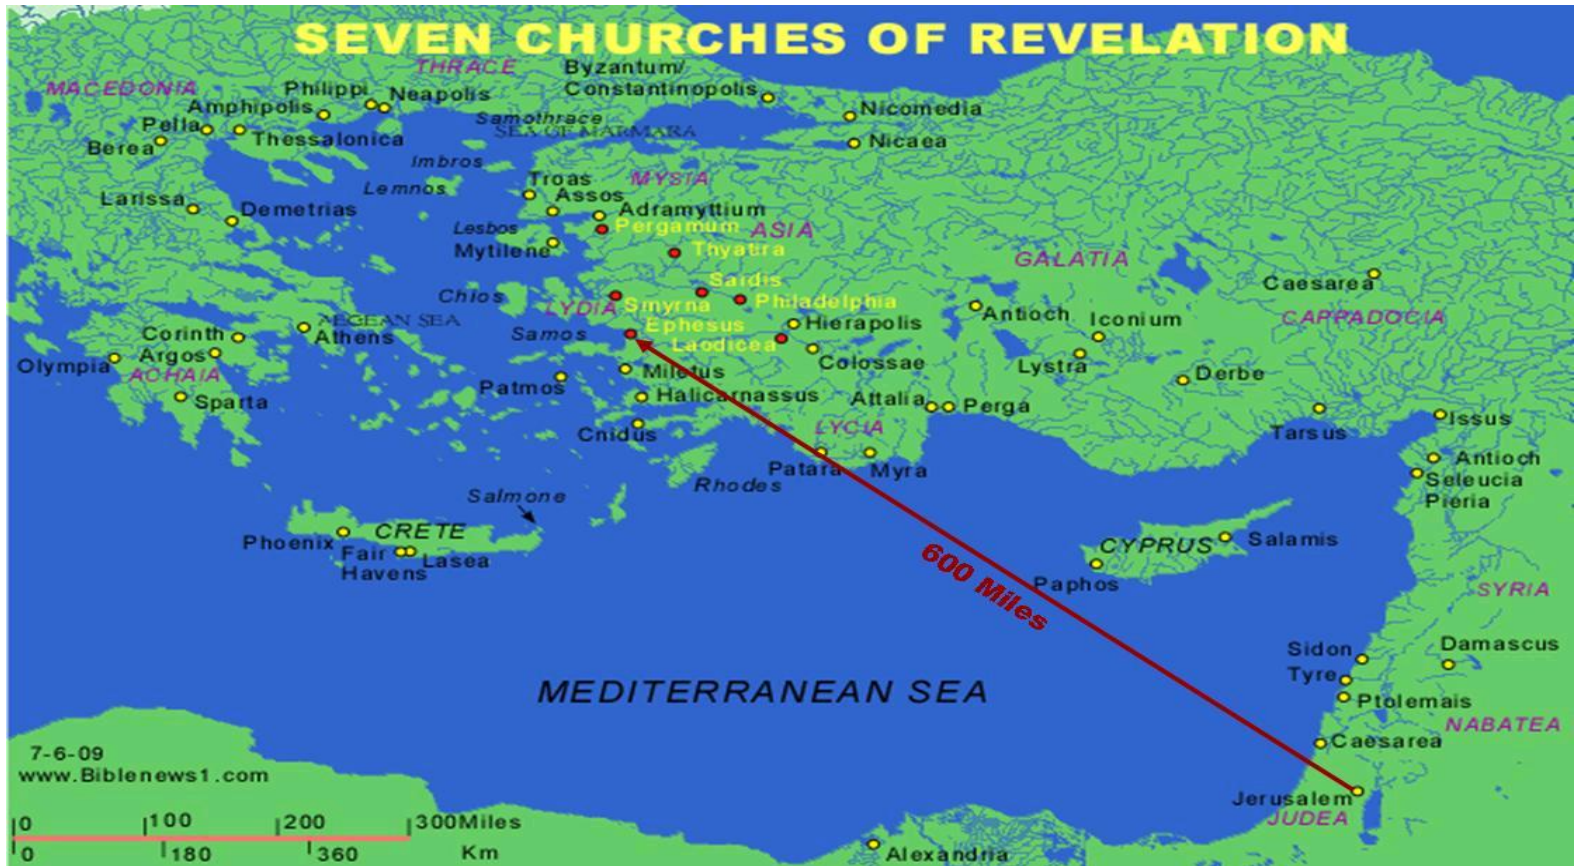 SEVEN CHURCHES OF REVELATION
MACEDONIA
THRACE
Byzantum/
Constantinopolis
Philippi
Neapolis
Amphipolis
Nicomedia
Samothrace
SEA OF MARMARA
Pella
Thessalonica
Nicaea
Berea
Imbros
Lemnos
Troas
MYSIA
Assos
Larissa
Demetrias
Adramyttium
Lesbos
Pergamum
ASIA
Mytilene
Thyatira
GALATIA
Sardis
Caesarea
Chios
LYDIA
Smyrna
Philadelphia
Antioch
Iconium
CAPPADOCIA
AEGEAN SEA
Corinth
Athens
Samos
Ephesus
Hierapolis
Laodicea
Argos
Olympia
Colossae
Lystra
ACHAIA
Miletus
Derbe
Patmos
Sparta
Halicarnassus
Attalia
Perga
Cnidus
LYCIA
Tarsus
Issus
Patara
Myra
Antioch
Rhodes
Seleucia
Pieria
Salmone
CRETE
Phoenix
Fair
Havens
Lasea
CYPRUS
Salamis
Paphos
600 Miles
SYRIA
Sidon
Damascus
Tyre
MEDITERRANEAN SEA
Ptolemais
NABATEA
Caesarea
7-6-09
www.Biblenews1.com
Jerusalem
JUDEA
0 100 200 300Miles
0 180 360 Km
Alexandria